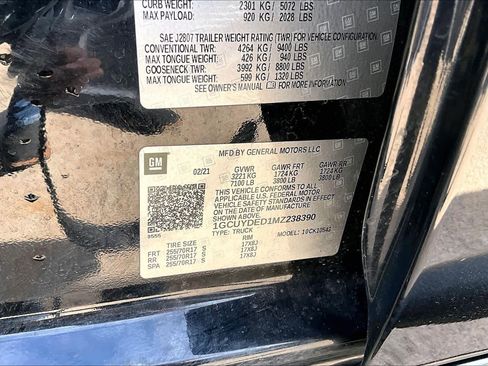 CURB WEIGHT: 2301 KG / 5072 LBS
MAX PAYLOAD: 920 KG / 2028 LBS
SAE J2807 TRAILER WEIGHT RATING (TWR) FOR VEHICLE CONFIGURATION
CONVENTIONAL TWR: 4264 KG / 9400 LBS
MAX TONGUE WEIGHT: 426 KG / 940 LBS
GOOSENECK TWR: 3992 KG / 8800 LBS
MAX TONGUE WEIGHT: 599 KG / 1320 LBS
SEE OWNER'S MANUAL FOR MORE INFORMATION
GM
MFD BY GENERAL MOTORS LLC
02/21 GVWR GAWR FRT GAWR RR
3221 KG 1724 KG 1724 KG
7100 LB 3800 LB 3800 LB
THIS VEHICLE CONFORMS TO ALL APPLICABLE
U.S. FEDERAL MOTOR VEHICLE SAFETY STANDARDS
IN EFFECT ON THE DATE OF MANUFACTURE
SHOWN ABOVE.
1GCUYDED1MZ238390
TYPE: TRUCK MODEL: 10CK10543
TIRE SIZE RIM
FRT 255/70R17 S 17X8J
RR 255/70R17 S 17X8J
SPA 255/70R17 S 17X8J